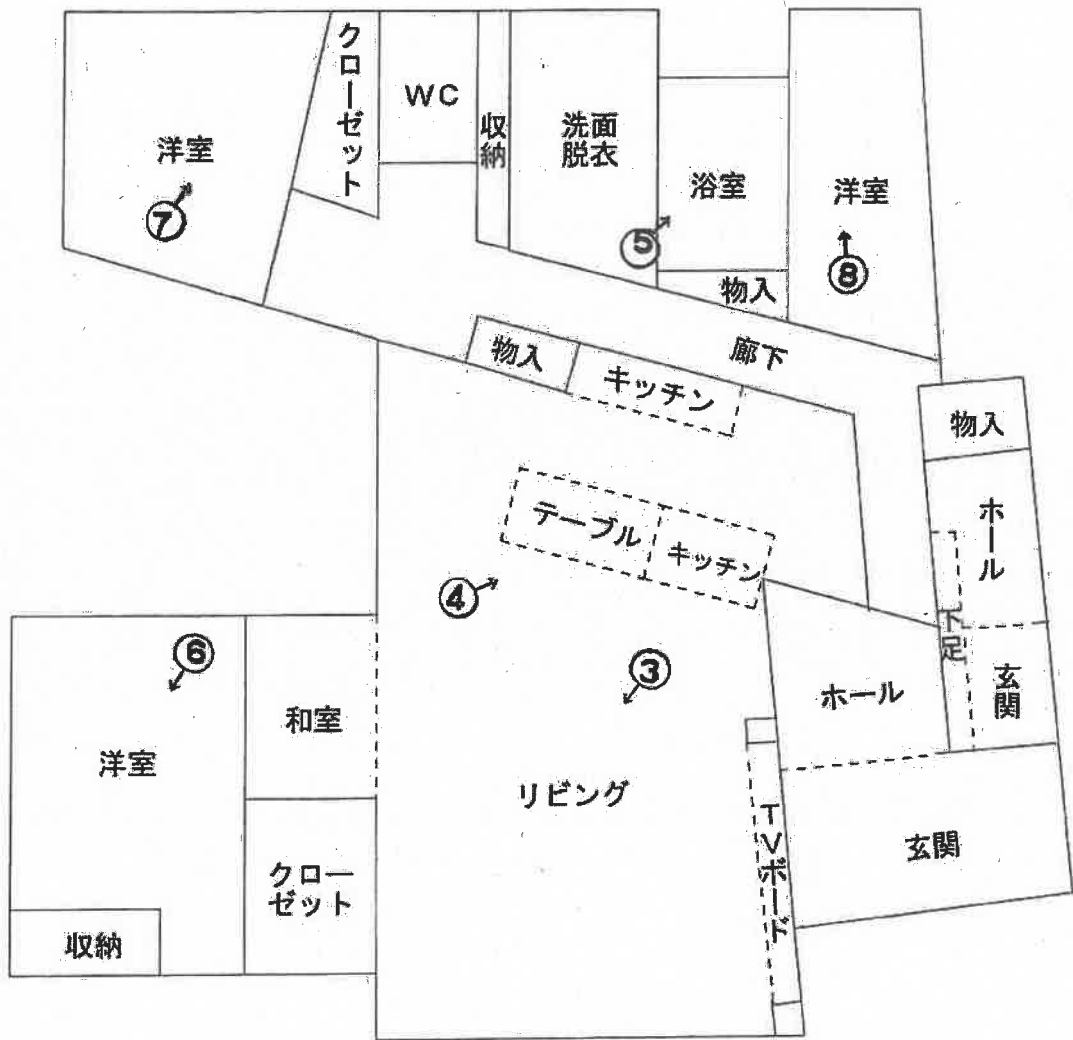 クローゼット
WC
収納
洗面
脱衣
洋室
⑦
浴室
洋室
⑤
⑧
物入
廊下
物入
キッチン
物入
ホール
テーブル
キッチン
④
下足
⑥
③
玄関
和室
ホール
洋室
リビング
TVボード
玄関
クロー
ゼット
収納